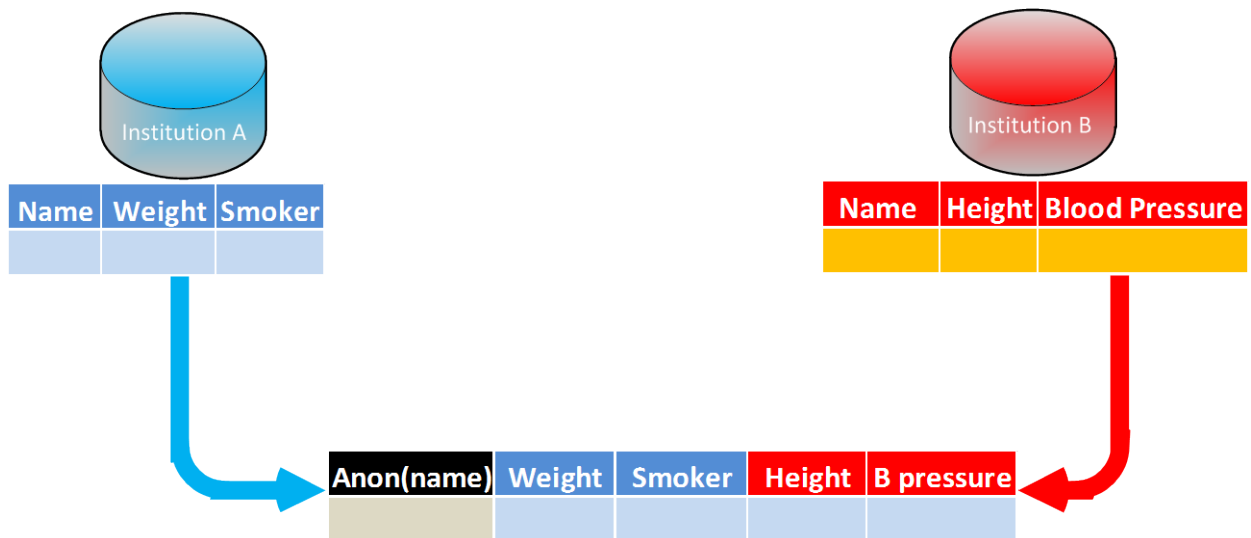 Institution A
Institution B
Name Weight Smoker
Name Height Blood Pressure
Anon(name) Weight Smoker Height B pressure